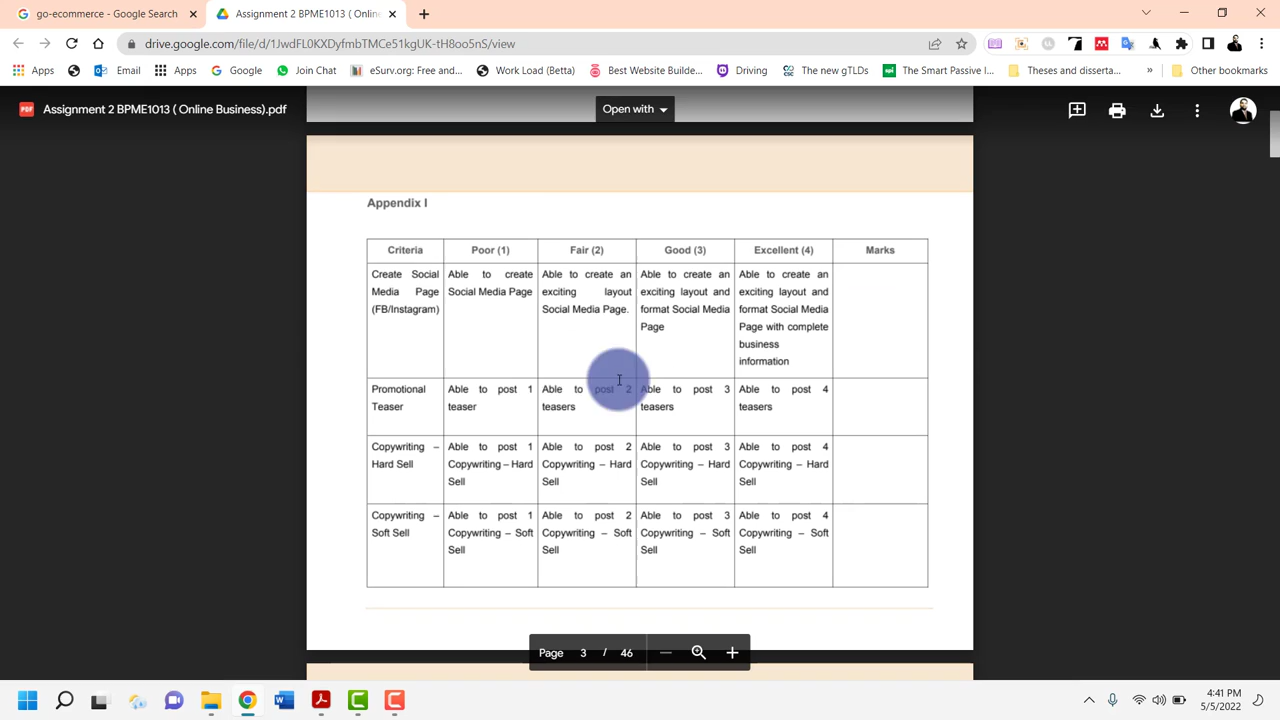 go-ecommerce - Google Search
Assignment 2 BPME1013 ( Onlin
Email
Apps
Google
Join Chat
eSurv.org: Free and...
Work Load (Betta)
Best Website Builde...
Driving
The new gTLDs
The Smart Passive I...
Theses and disserta...
»
Other bookmarks
Assignment 2 BPME1013 ( Online Business).pdf
Open with
Appendix I
Criteria Poor (1) Fair (2) Good (3) Excellent (4) Marks
Create Social Media Page (FB/Instagram)
Able to create Social Media Page
Able to create an exciting layout Social Media Page.
Able to create an exciting layout and format Social Media Page
Able to create an exciting layout and format Social Media Page with complete business information
Promotional Teaser
Able to post 1 teaser
Able to post 2 teasers
Able to post 3 teasers
Able to post 4 teasers
Copywriting – Hard Sell
Able to post 1 Copywriting – Hard Sell
Able to post 2 Copywriting – Hard Sell
Able to post 3 Copywriting – Hard Sell
Able to post 4 Copywriting – Hard Sell
Copywriting – Soft Sell
Able to post 1 Copywriting – Soft Sell
Able to post 2 Copywriting – Soft Sell
Able to post 3 Copywriting – Soft Sell
Able to post 4 Copywriting – Soft Sell
Page 3 / 46
4:41 PM
5/5/2022